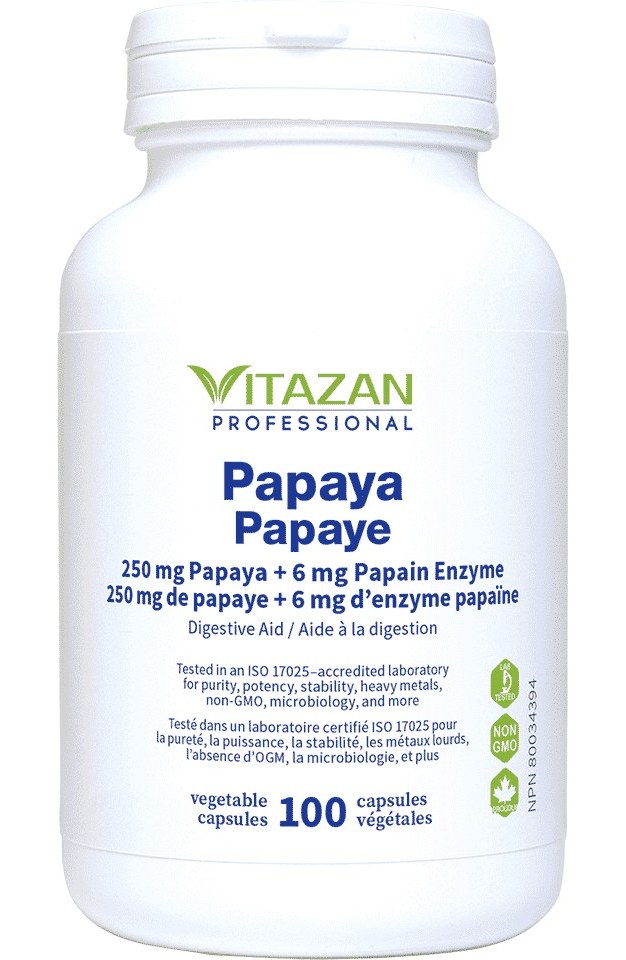 VITAZAN
PROFESSIONAL
Papaya
Papaye
250 mg Papaya + 6 mg Papain Enzyme
250 mg de papaye + 6 mg d’enzyme papaïne
Digestive Aid / Aide à la digestion
Tested in an ISO 17025–accredited laboratory
for purity, potency, stability, heavy metals,
non-GMO, microbiology, and more
Testé dans un laboratoire certifié ISO 17025 pour
la pureté, la puissance, la stabilité, les métaux lourds,
l’absence d’OGM, la microbiologie, et plus
vegetable capsules 100 capsules végétales
LAB
TESTED
NON
GMO
PROUDLY
NPN 80034394